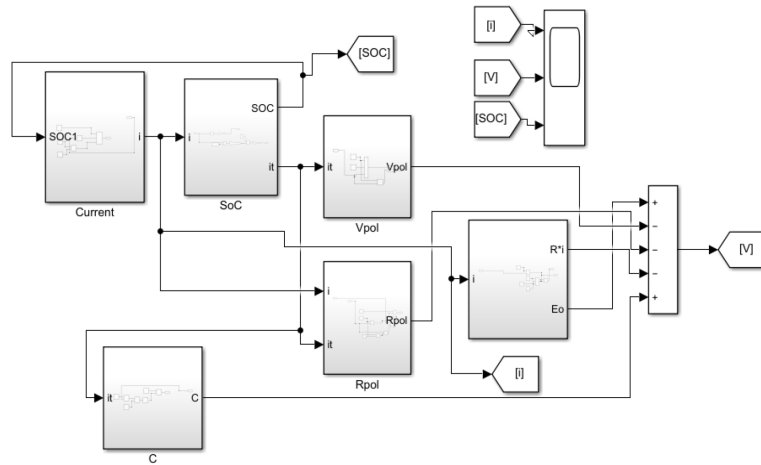 [i]
[SOC]
[V]
[SOC]
SOC1
i
Current
i
SOC
it
SoC
it
Vpol
Vpol
+
−
−
−
+
[V]
i
R*i
Eo
i
it
Rpol
Rpol
[i]
it
C
C